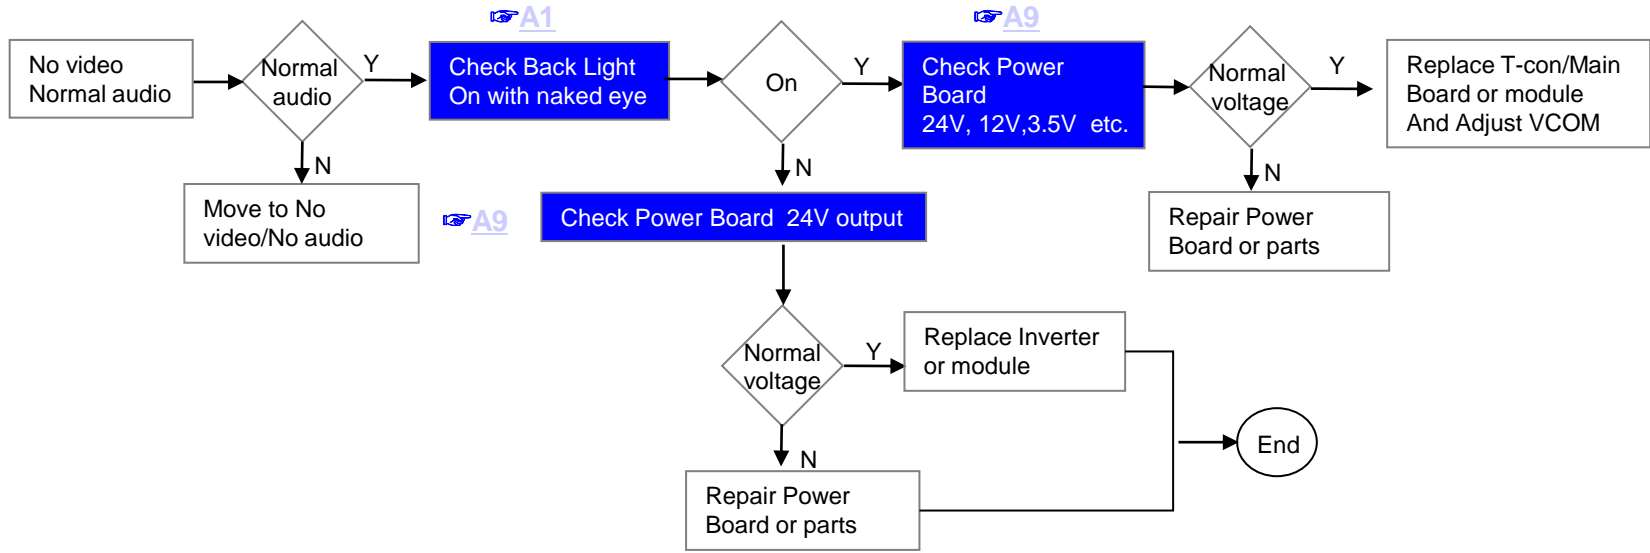 ☞A1
☞A9
No video
Normal audio
Normal
audio
Y
Check Back Light
On with naked eye
On
Y
Check Power
Board
24V, 12V,3.5V etc.
Normal
voltage
Y
Replace T-con/Main
Board or module
And Adjust VCOM
N
N
N
Move to No
video/No audio
☞A9
Check Power Board 24V output
Repair Power
Board or parts
Normal
voltage
Y
Replace Inverter
or module
End
N
Repair Power
Board or parts